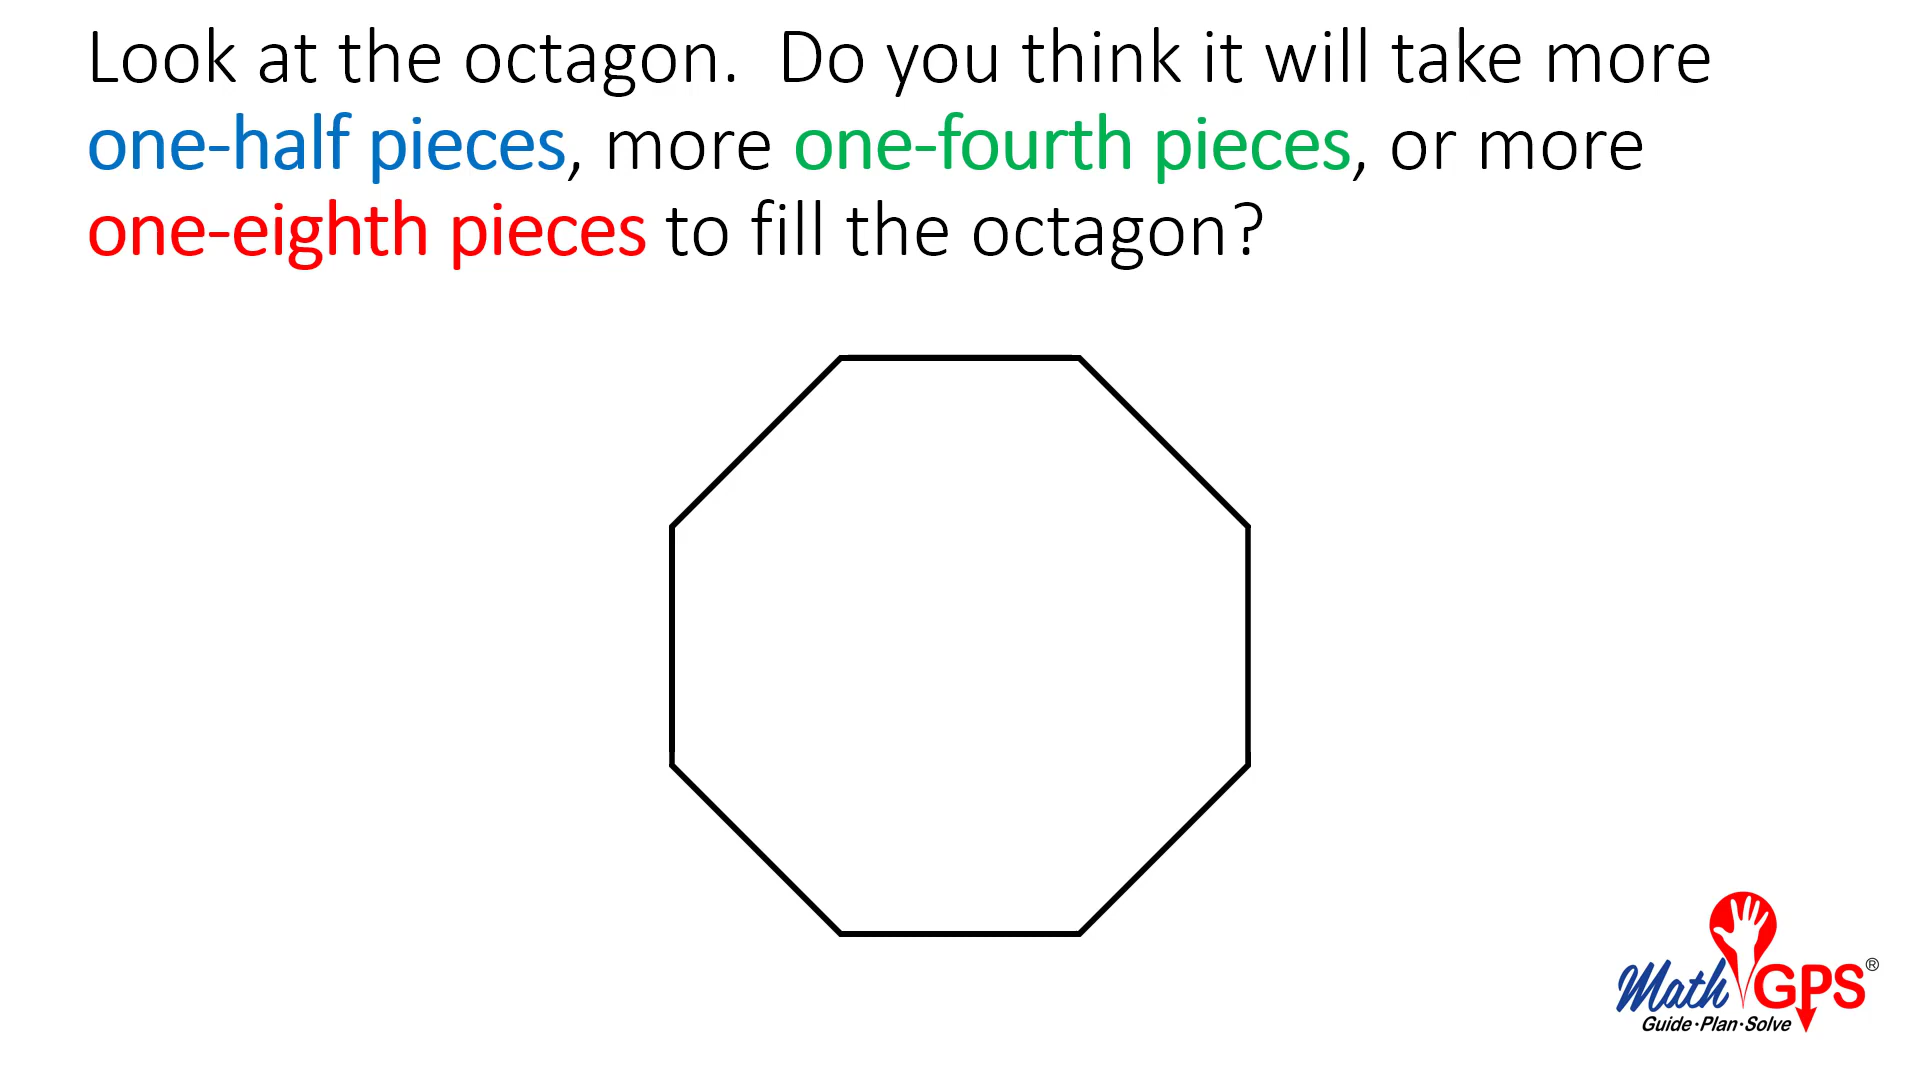 Look at the octagon.  Do you think it will take more
one-half pieces, more one-fourth pieces, or more
one-eighth pieces to fill the octagon?
Math GPS®
Guide·Plan·Solve